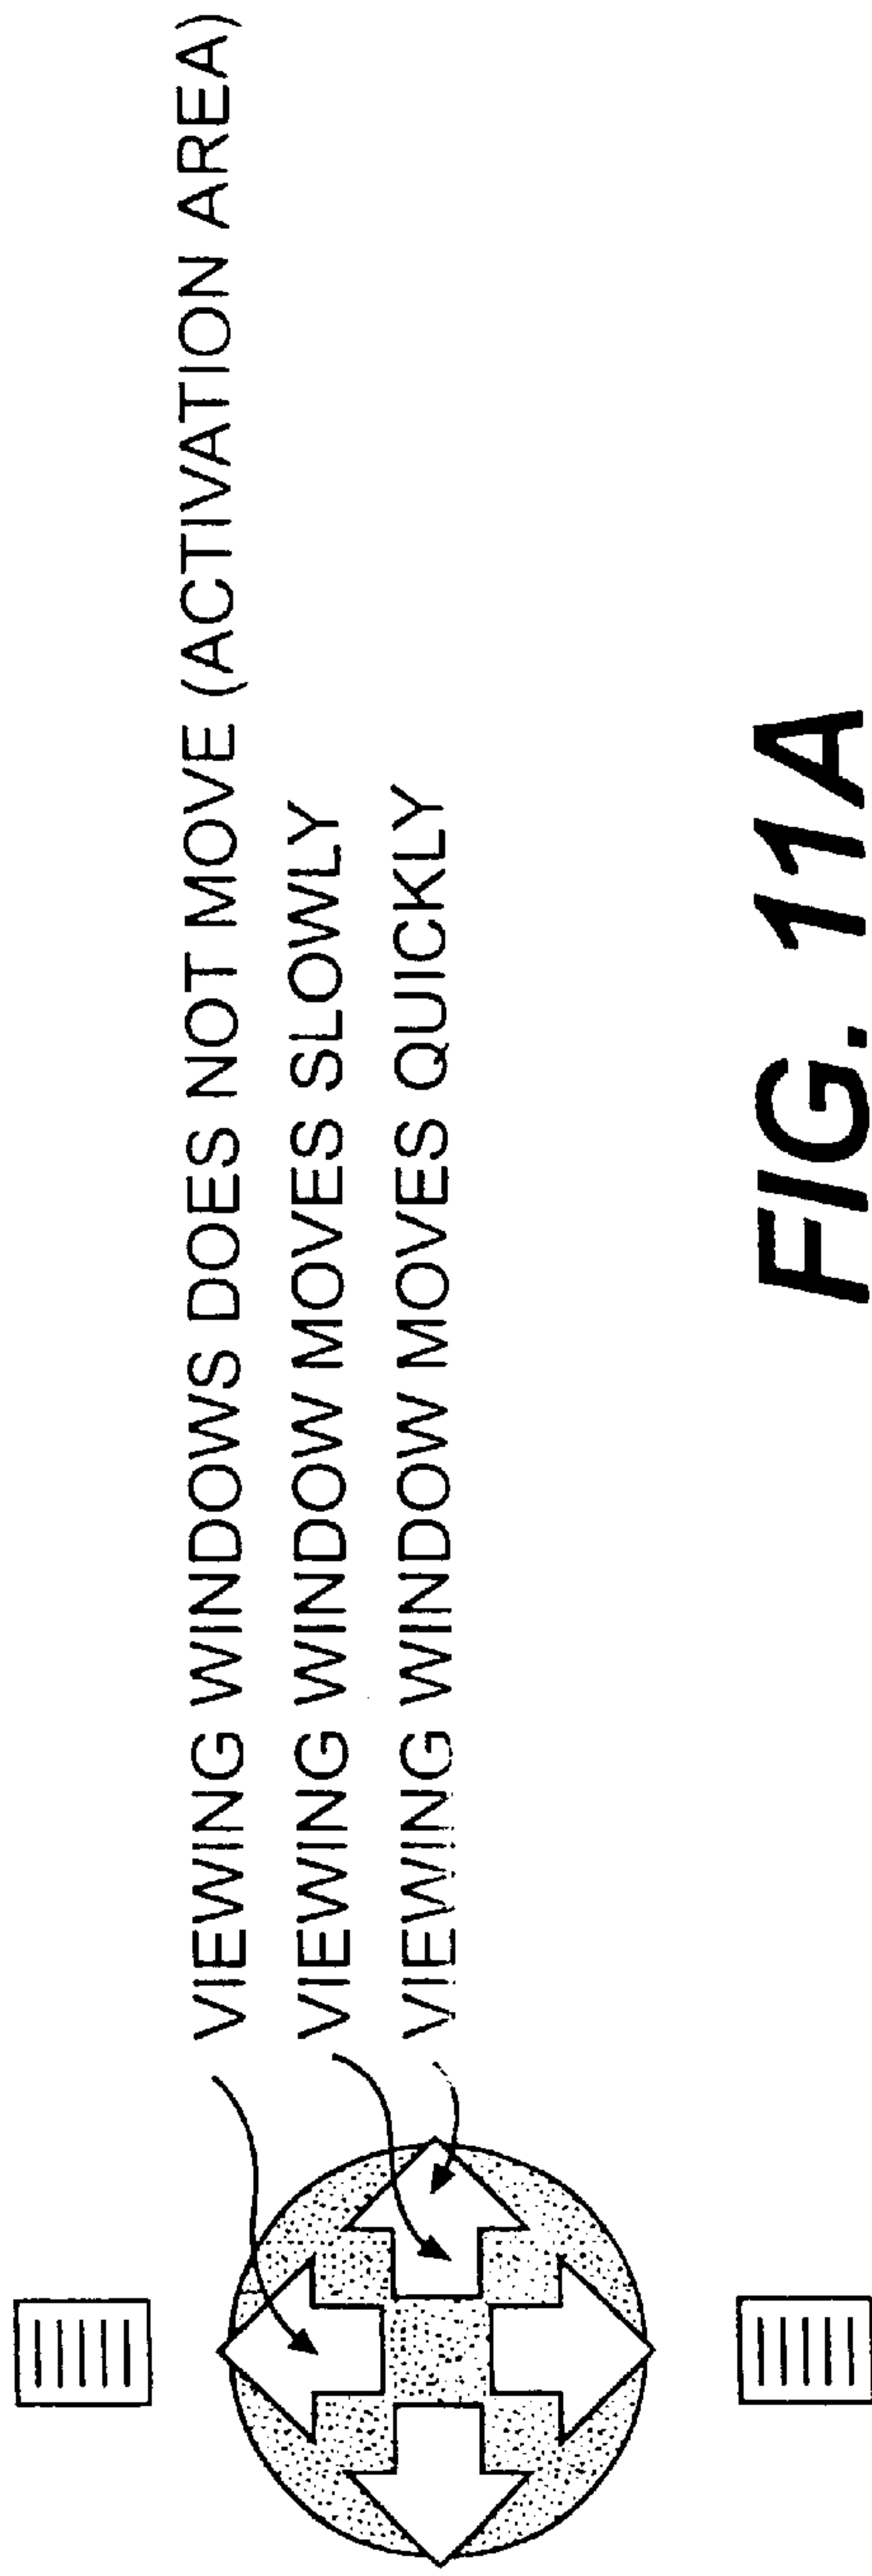 VIEWING WINDOWS DOES NOT MOVE (ACTIVATION AREA)
VIEWING WINDOW MOVES SLOWLY
VIEWING WINDOW MOVES QUICKLY
FIG. 11A